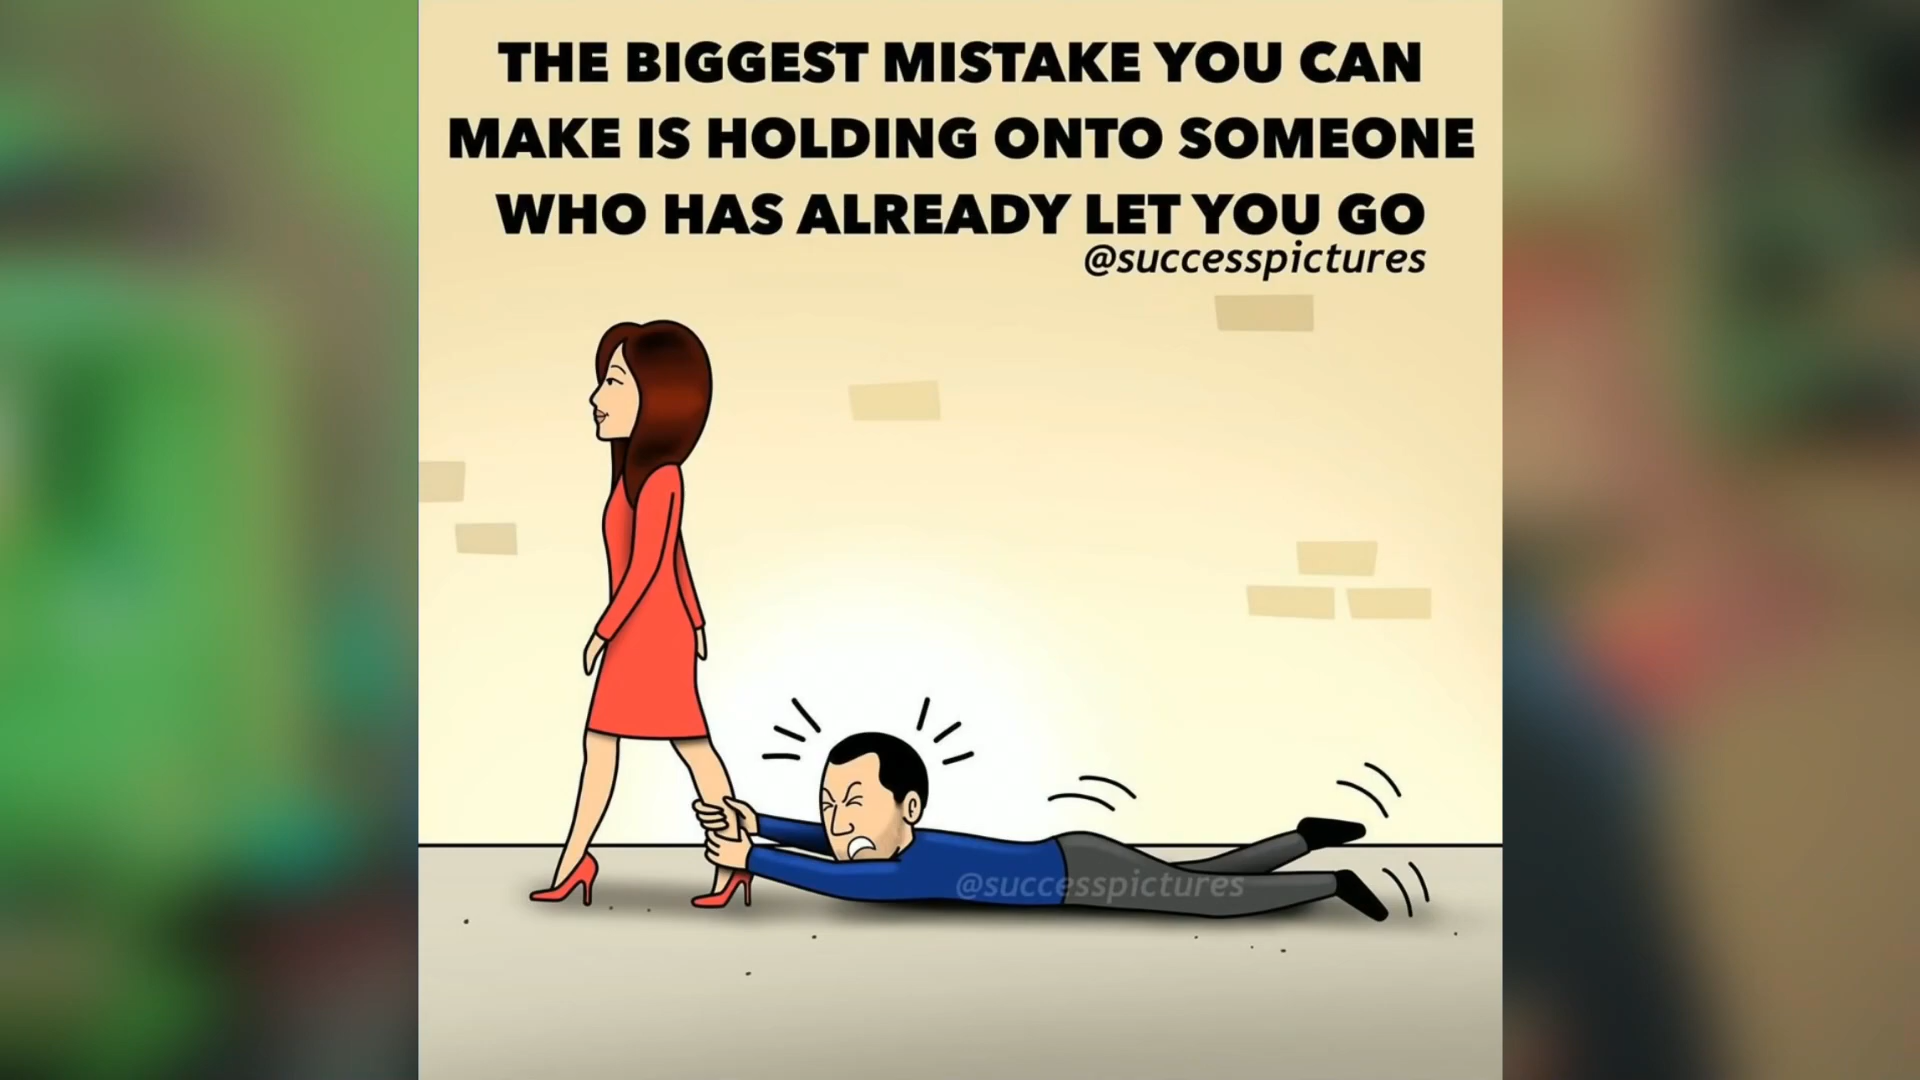 THE BIGGEST MISTAKE YOU CAN
MAKE IS HOLDING ONTO SOMEONE
WHO HAS ALREADY LET YOU GO
@successpictures
@successpictures